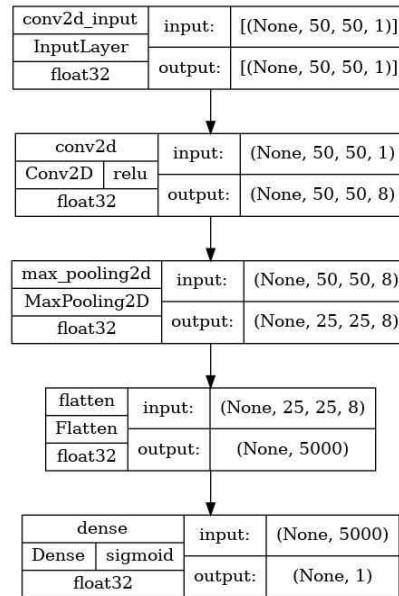 conv2d_input input: [(None, 50, 50, 1)]
InputLayer
float32 output: [(None, 50, 50, 1)]
conv2d input: (None, 50, 50, 1)
Conv2D relu
float32 output: (None, 50, 50, 8)
max_pooling2d input: (None, 50, 50, 8)
MaxPooling2D
float32 output: (None, 25, 25, 8)
flatten input: (None, 25, 25, 8)
Flatten
float32 output: (None, 5000)
dense input: (None, 5000)
Dense sigmoid
float32 output: (None, 1)